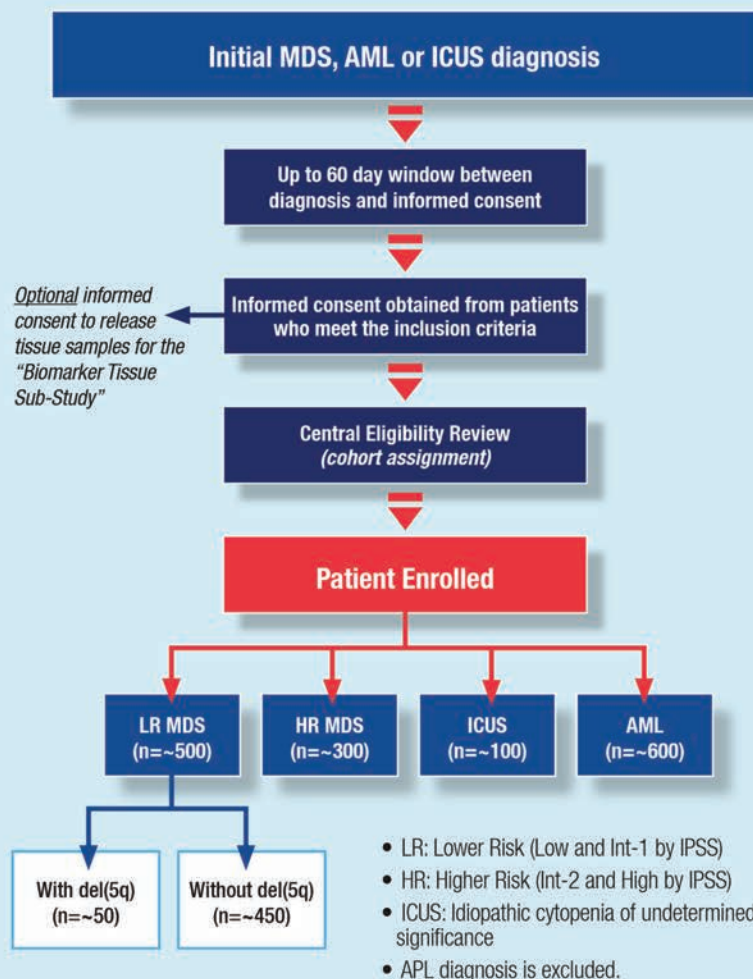 Initial MDS, AML or ICUS diagnosis
Up to 60 day window between
diagnosis and informed consent
Optional informed
consent to release
tissue samples for the
“Biomarker Tissue
Sub-Study”
Informed consent obtained from patients
who meet the inclusion criteria
Central Eligibility Review
(cohort assignment)
Patient Enrolled
LR MDS
(n=~500)
HR MDS
(n=~300)
ICUS
(n=~100)
AML
(n=~600)
With del(5q)
(n=~50)
Without del(5q)
(n=~450)
• LR: Lower Risk (Low and Int-1 by IPSS)
• HR: Higher Risk (Int-2 and High by IPSS)
• ICUS: Idiopathic cytopenia of undetermined
significance
• APL diagnosis is excluded.